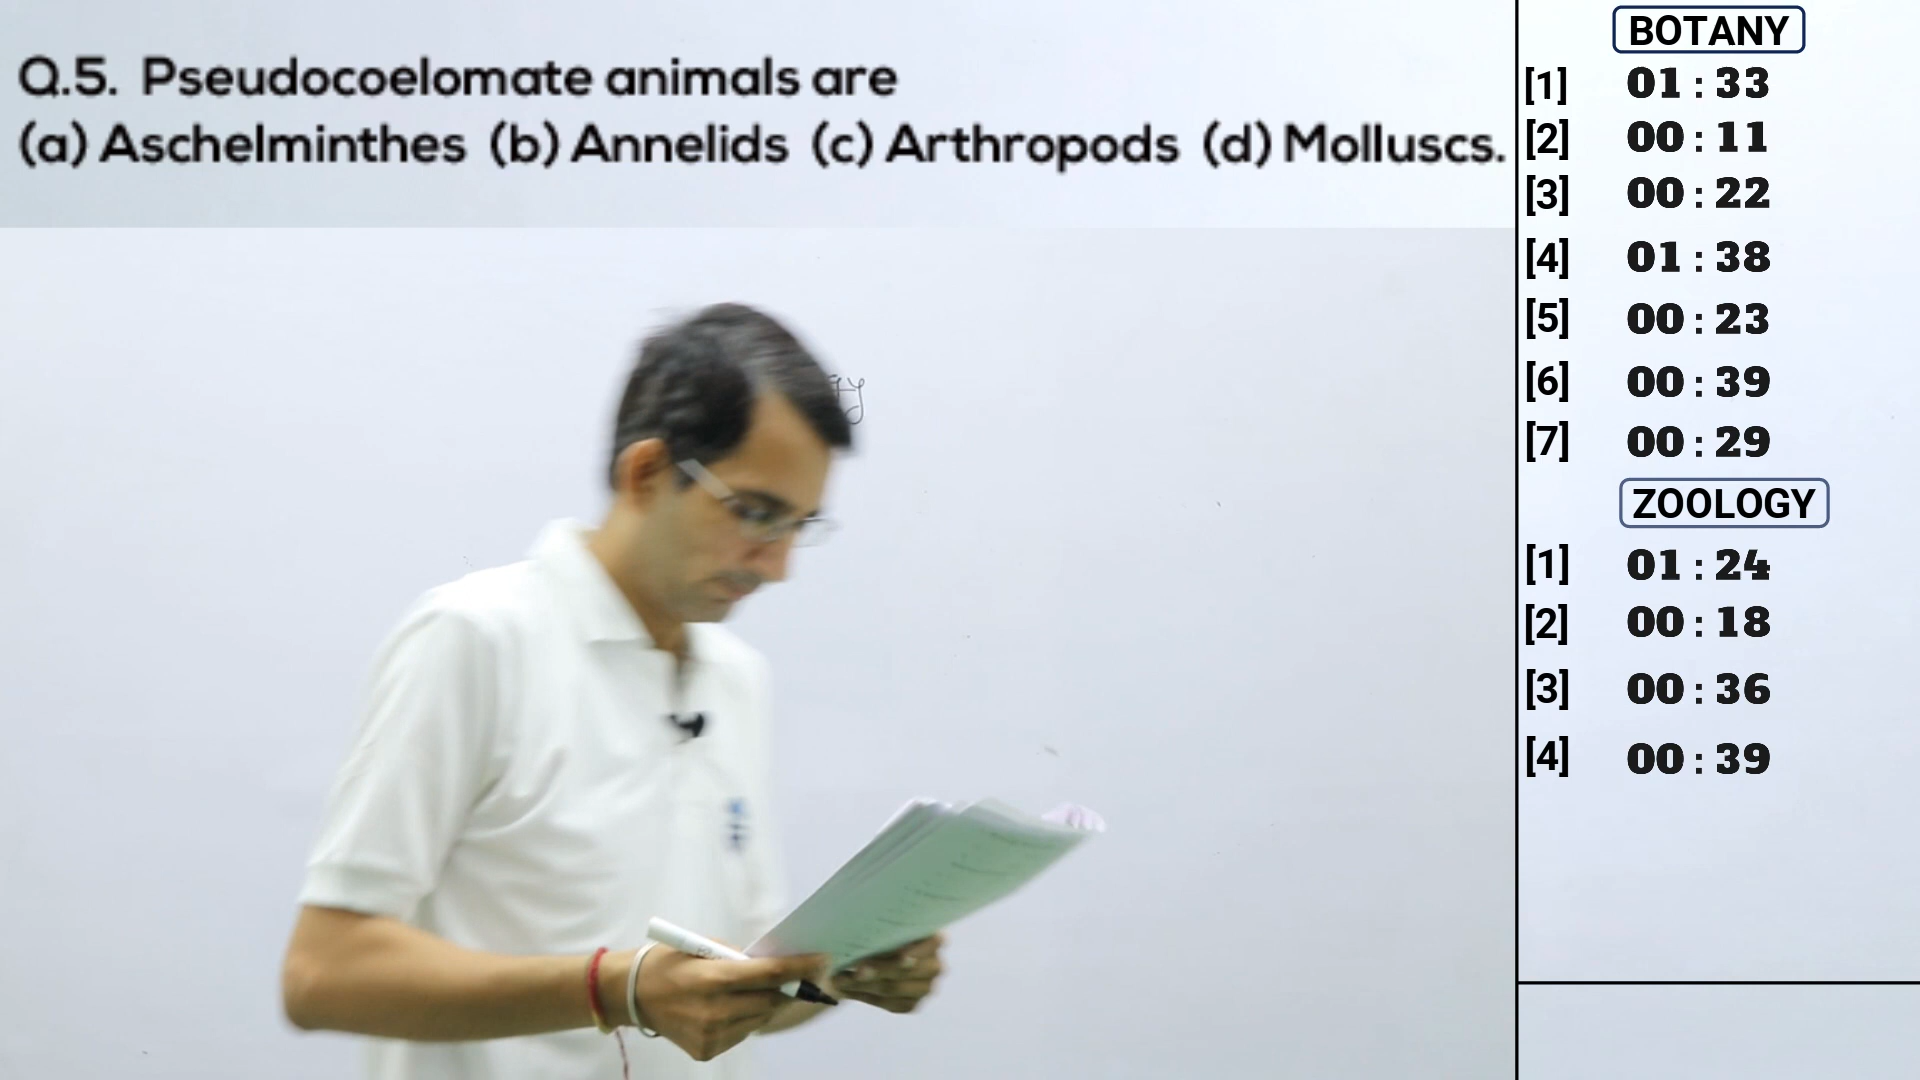 Q.5. Pseudocoelomate animals are
(a) Aschelminthes (b) Annelids (c) Arthropods (d) Molluscs.
BOTANY
[1] 01 : 33
[2] 00 : 11
[3] 00 : 22
[4] 01 : 38
[5] 00 : 23
[6] 00 : 39
[7] 00 : 29
ZOOLOGY
[1] 01 : 24
[2] 00 : 18
[3] 00 : 36
[4] 00 : 39